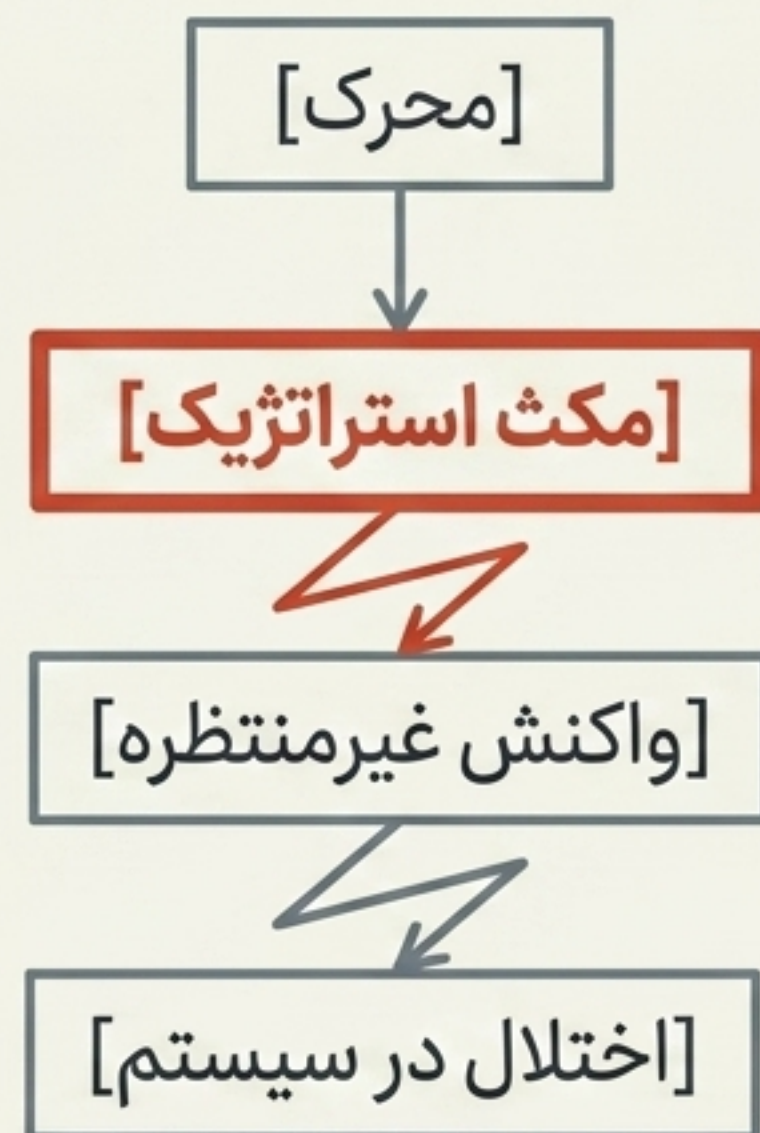 [محرک]
[مکث استراتژیک]
[واکنش غیرمنتظره]
[اختلال در سیستم]